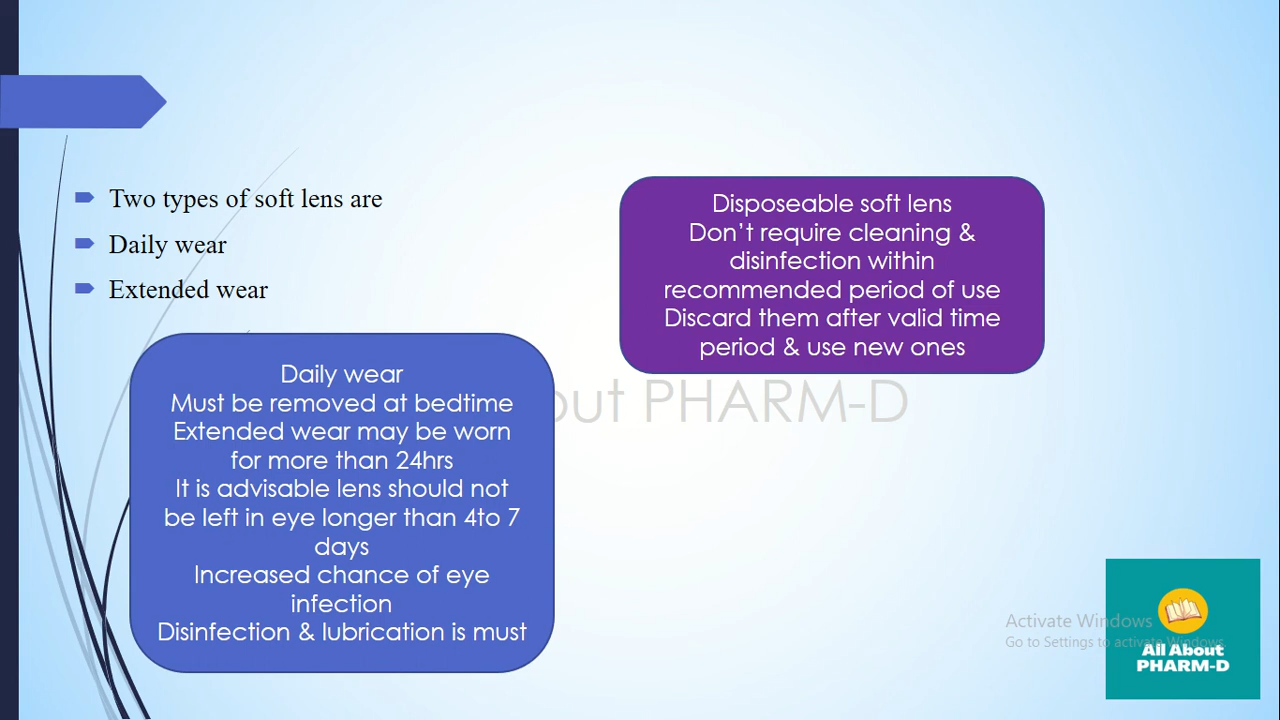 Two types of soft lens are
Daily wear
Extended wear
Disposeable soft lens
Don't require cleaning &
disinfection within
recommended period of use
Discard them after valid time
period & use new ones
Daily wear
Must be removed at bedtime
Extended wear may be worn
for more than 24hrs
It is advisable lens should not
be left in eye longer than 4to 7
days
Increased chance of eye
infection
Disinfection & lubrication is must
out PHARM-D
Activate Windows
Go to Settings to activate Windows.
All About
PHARM-D